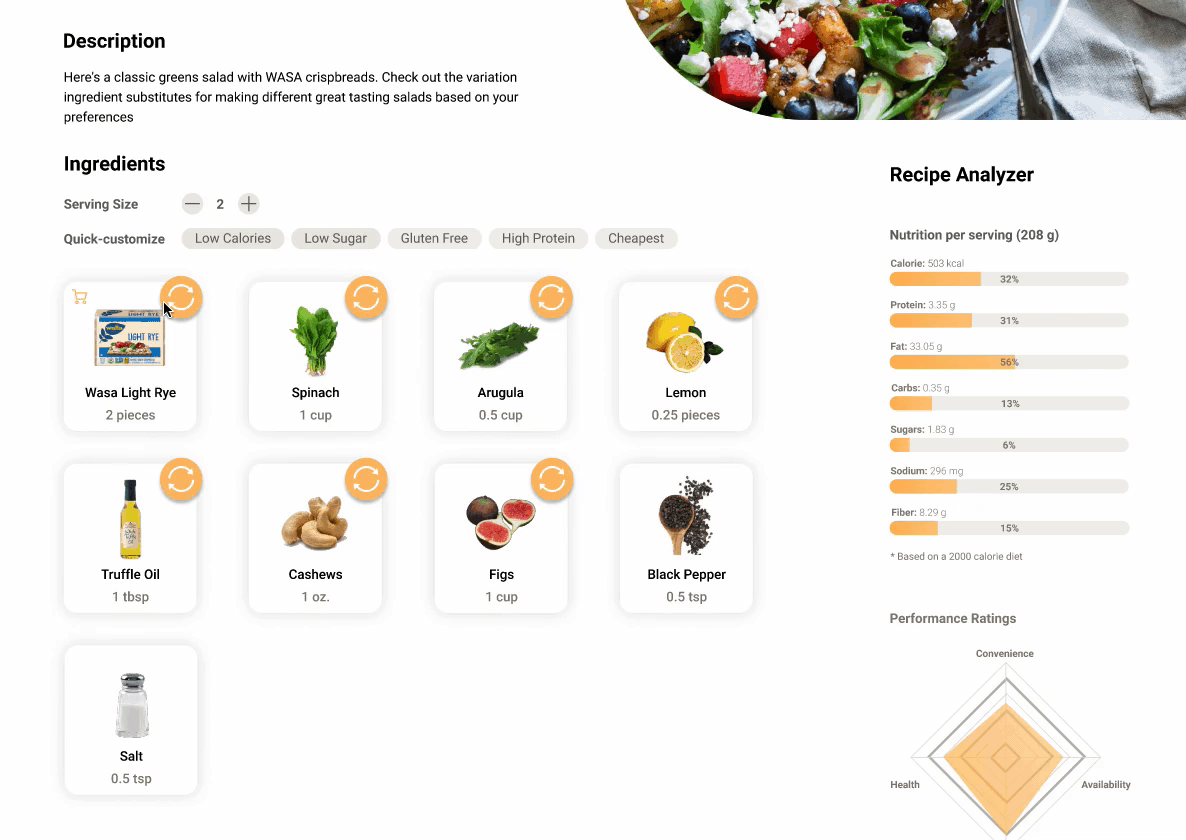 Description
Here's a classic greens salad with WASA crispbreads. Check out the variation
ingredient substitutes for making different great tasting salads based on your
preferences
Ingredients
Serving Size
2
Quick-customize
Low Calories
Low Sugar
Gluten Free
High Protein
Cheapest
LIGHT RYE
Wasa
LIGHT RYE
Wasa Light Rye
2 pieces
Spinach
1 cup
Arugula
0.5 cup
Lemon
0.25 pieces
Truffle Oil
1 tbsp
Cashews
1 oz.
Figs
1 cup
Black Pepper
0.5 tsp
Salt
0.5 tsp
Recipe Analyzer
Nutrition per serving (208 g)
Calorie: 503 kcal
32%
Protein: 3.35 g
31%
Fat: 33.05 g
56%
Carbs: 0.35 g
13%
Sugars: 1.83 g
6%
Sodium: 296 mg
25%
Fiber: 8.29 g
15%
* Based on a 2000 calorie diet
Performance Ratings
Convenience
Health
Availability